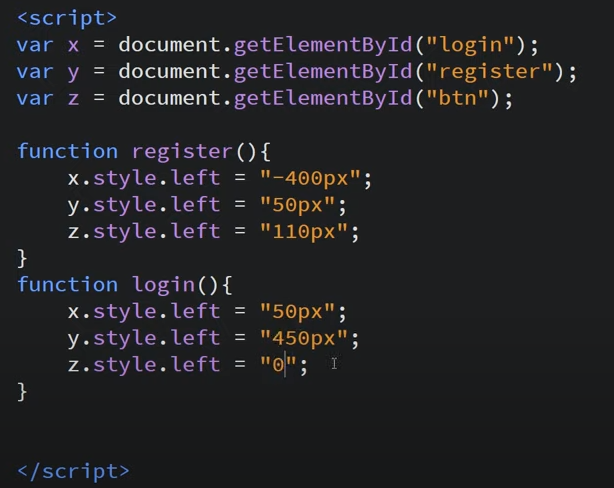 <script>
var x = document.getElementById("login");
var y = document.getElementById("register");
var z = document.getElementById("btn");
function register(){
    x.style.left = "-400px";
    y.style.left = "50px";
    z.style.left = "110px";
}
function login(){
    x.style.left = "50px";
    y.style.left = "450px";
    z.style.left = "0";
}
</script>